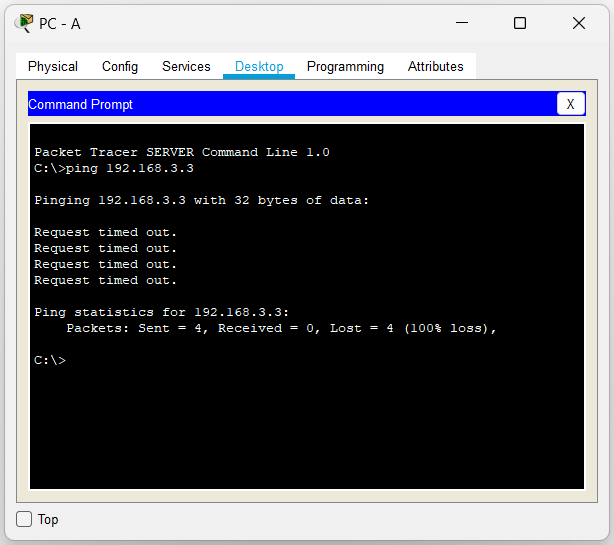 PC - A
Physical Config Services Desktop Programming Attributes
Command Prompt X
Packet Tracer SERVER Command Line 1.0
C:\>ping 192.168.3.3
Pinging 192.168.3.3 with 32 bytes of data:
Request timed out.
Request timed out.
Request timed out.
Request timed out.
Ping statistics for 192.168.3.3:
    Packets: Sent = 4, Received = 0, Lost = 4 (100% loss),
C:\>
Top